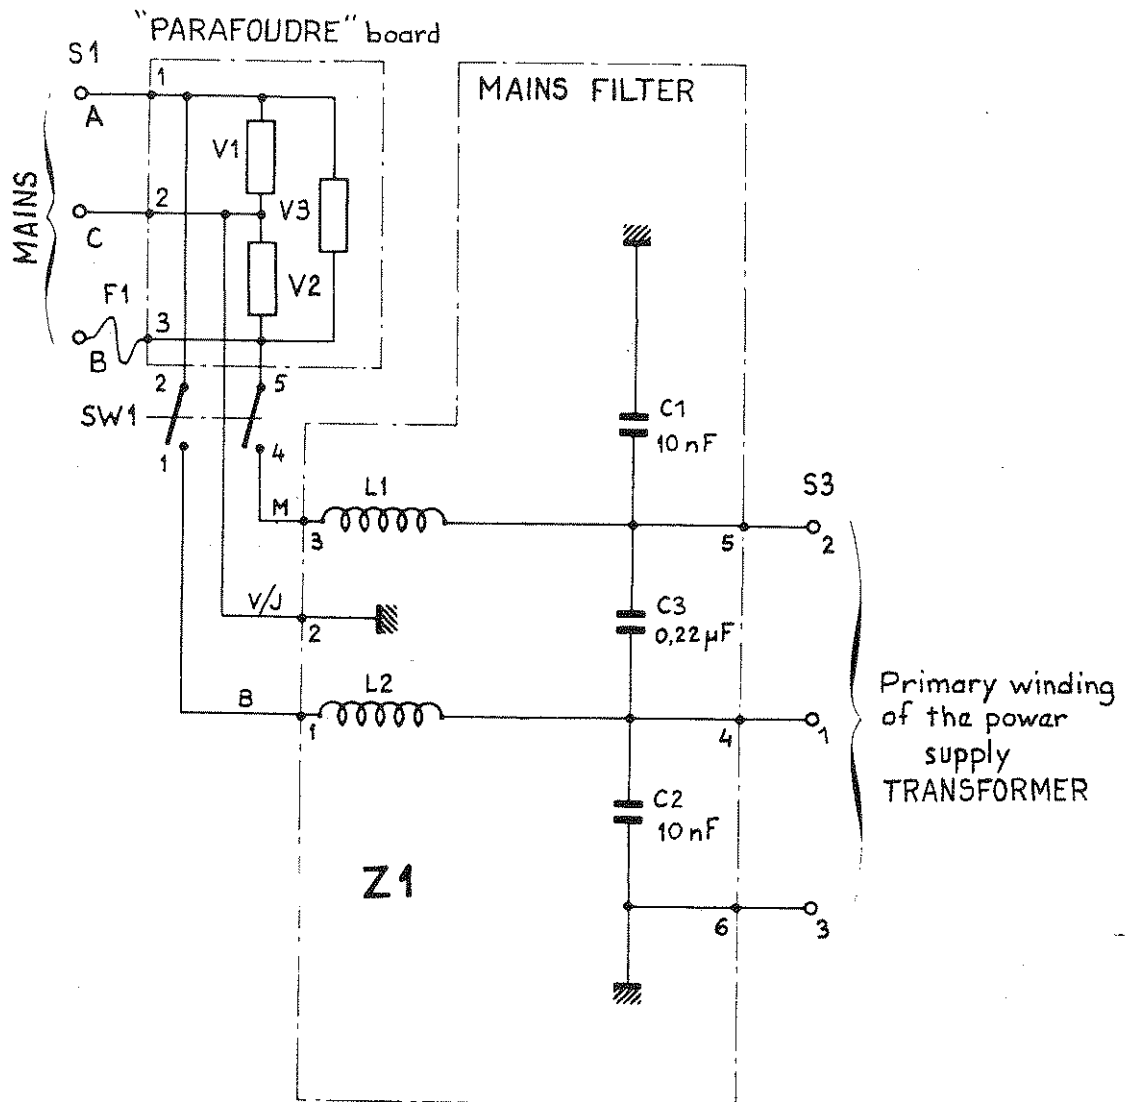 "PARAFOUDRE" board
S1
1
A
MAINS FILTER
V1
MAINS
2
C
V3
V2
F1
3
B
2
5
SW1
1
4
C1
10 nF
M
L1
3
S3
5
2
V/J
2
C3
0,22 µF
B
L2
1
4
1
Primary winding
of the power
supply
TRANSFORMER
C2
10 nF
Z1
6
3